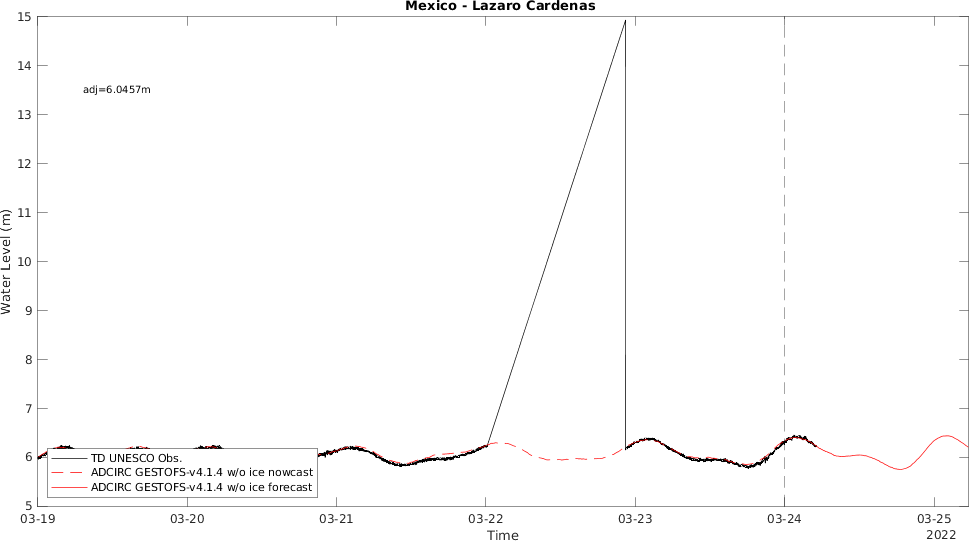 Mexico - Lazaro Cardenas
15
14
adj=6.0457m
13
12
11
10
9
8
7
6
5
Water Level (m)
TD UNESCO Obs.
ADCIRC GESTOFS-v4.1.4 w/o ice nowcast
ADCIRC GESTOFS-v4.1.4 w/o ice forecast
03-19 03-20 03-21 03-22 03-23 03-24 03-25
Time
2022